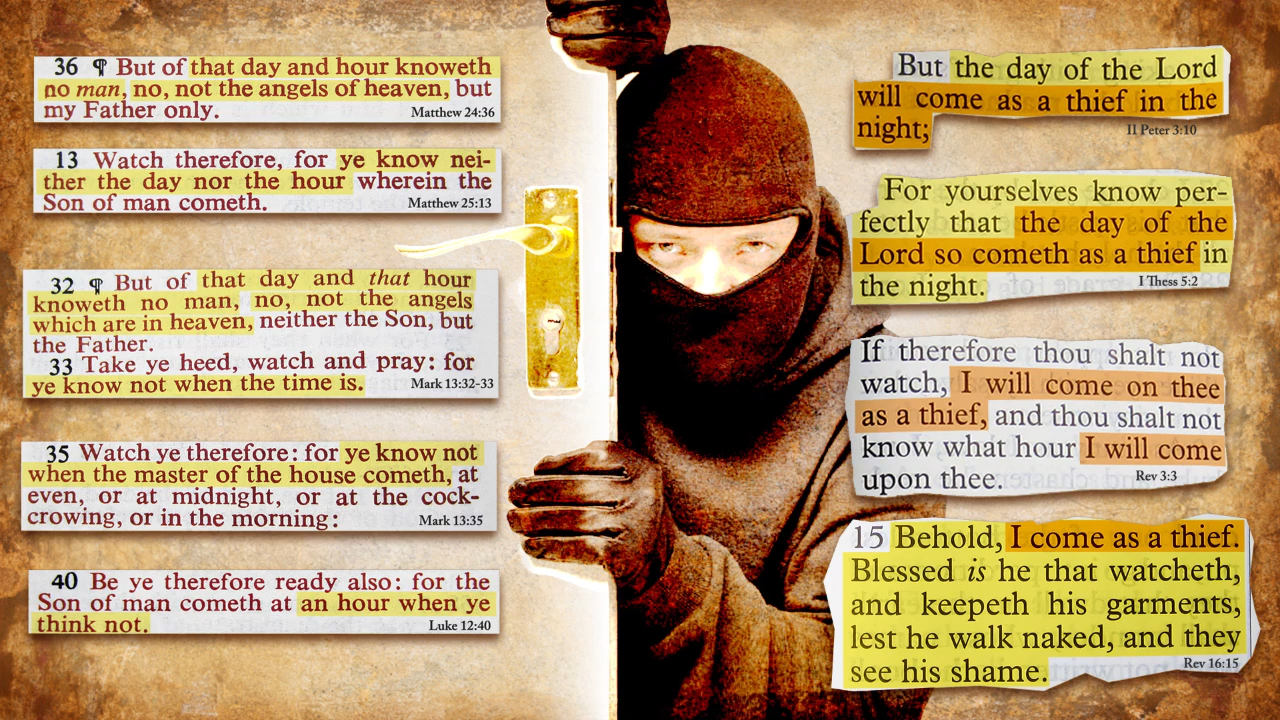 36 ¶ But of that day and hour knoweth
no man, no, not the angels of heaven, but
my Father only.
Matthew 24:36
13 Watch therefore, for ye know nei-
ther the day nor the hour wherein the
Son of man cometh.
Matthew 25:13
32 ¶ But of that day and that hour
knoweth no man, no, not the angels
which are in heaven, neither the Son, but
the Father.
33 Take ye heed, watch and pray: for
ye know not when the time is.
Mark 13:32-33
35 Watch ye therefore: for ye know not
when the master of the house cometh, at
even, or at midnight, or at the cock-
crowing, or in the morning:
Mark 13:35
40 Be ye therefore ready also: for the
Son of man cometh at an hour when ye
think not.
Luke 12:40
But the day of the Lord
will come as a thief in the
night;
II Peter 3:10
For yourselves know per-
fectly that the day of the
Lord so cometh as a thief in
the night.
I Thess 5:2
If therefore thou shalt not
watch, I will come on thee
as a thief, and thou shalt not
know what hour I will come
upon thee.
Rev 3:3
15 Behold, I come as a thief.
Blessed is he that watcheth,
and keepeth his garments,
lest he walk naked, and they
see his shame.
Rev 16:15